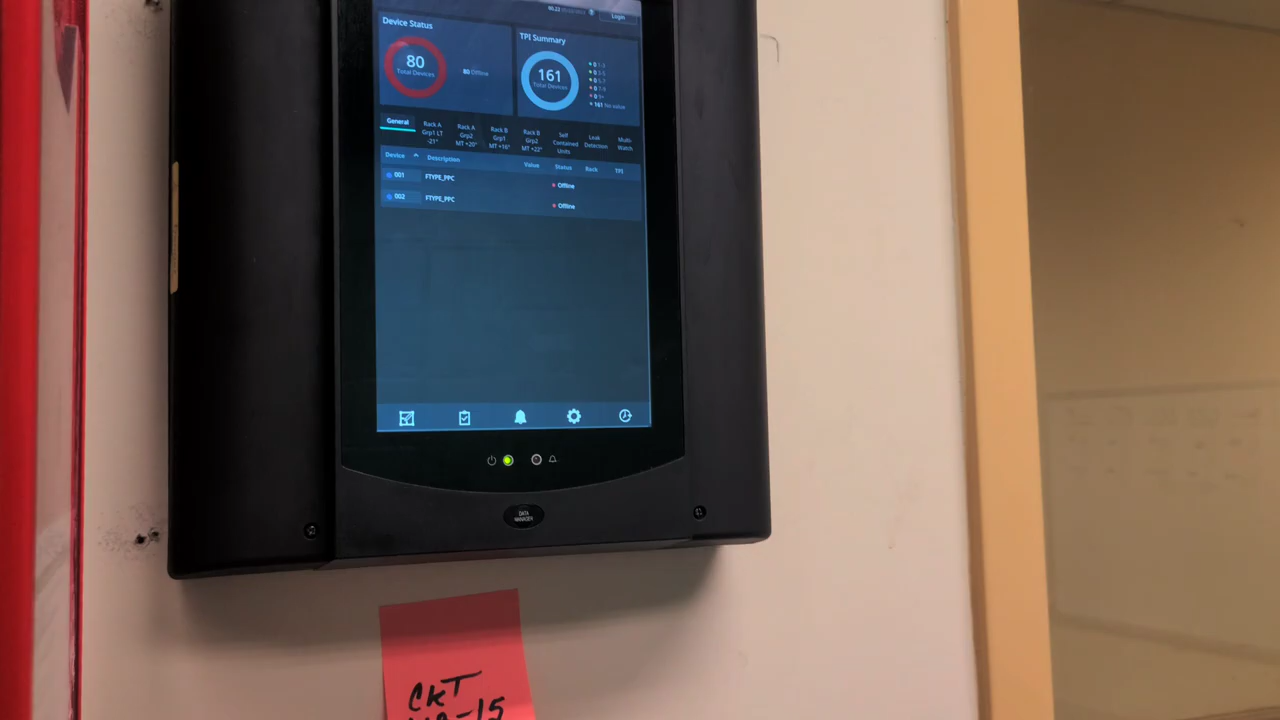 Login
Device Status
80
Total Devices
80 Offline
TPI Summary
161
Total Devices
161 No value
General
Rack A
Grp1 LT
-21°
Rack A
Grp2
MT +20°
Rack B
Grp1
MT +16°
Rack B
Grp2
MT +22°
Self
Contained
Units
Leak
Detection
Multi-
Watch
Device Description Value Status Rack TPI
001 FTYPE_PPC Offline
002 FTYPE_PPC Offline
DATA
MANAGER
CKT
-15